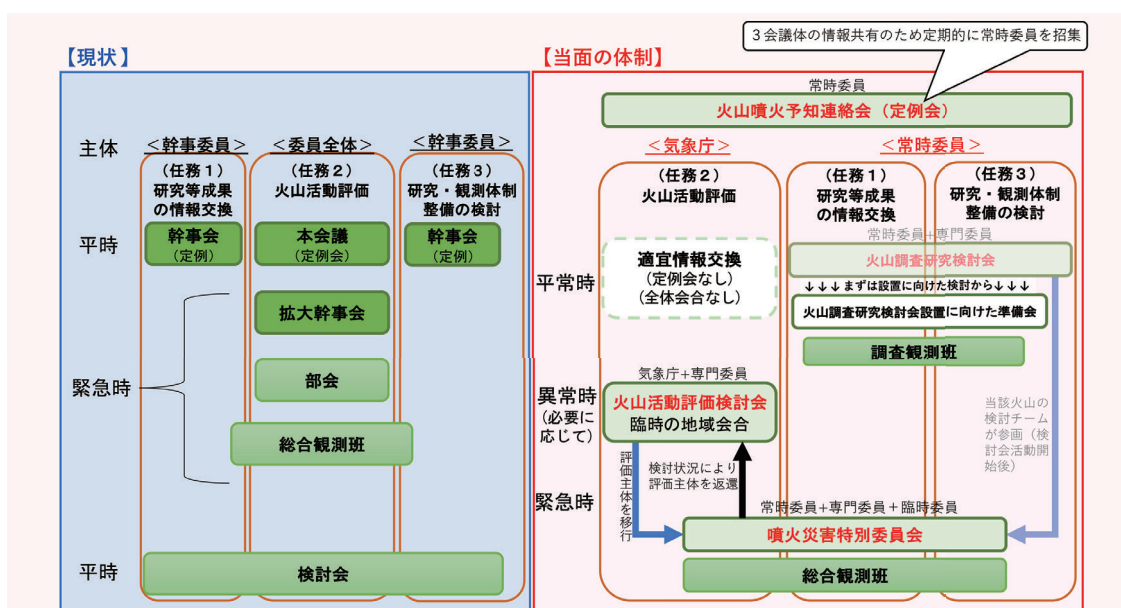 ３会議体の情報共有のため定期的に常時委員を招集
【現状】
主体
＜幹事委員＞
＜委員全体＞
＜幹事委員＞
（任務１）
研究等成果
の情報交換
（任務２）
火山活動評価
（任務３）
研究・観測体制
整備の検討
平時
幹事会
（定例）
本会議
（定例会）
幹事会
（定例）
緊急時
拡大幹事会
部会
総合観測班
平時
検討会
【当面の体制】
常時委員
火山噴火予知連絡会（定例会）
＜気象庁＞
＜常時委員＞
（任務２）
火山活動評価
（任務１）
研究等成果
の情報交換
（任務３）
研究・観測体制
整備の検討
平常時
適宜情報交換
（定例会なし）
（全体会合なし）
常時委員+専門委員
火山調査研究検討会
↓↓↓まずは設置に向けた検討から↓↓↓
火山調査研究検討会設置に向けた準備会
調査観測班
異常時
（必要に
応じて）
気象庁+専門委員
火山活動評価検討会
臨時の地域会合
評価主体を移行
検討状況により
評価主体を返還
当該火山の
検討チーム
が参画（検
討会活動開
始後）
緊急時
常時委員+専門委員＋臨時委員
噴火災害特別委員会
総合観測班